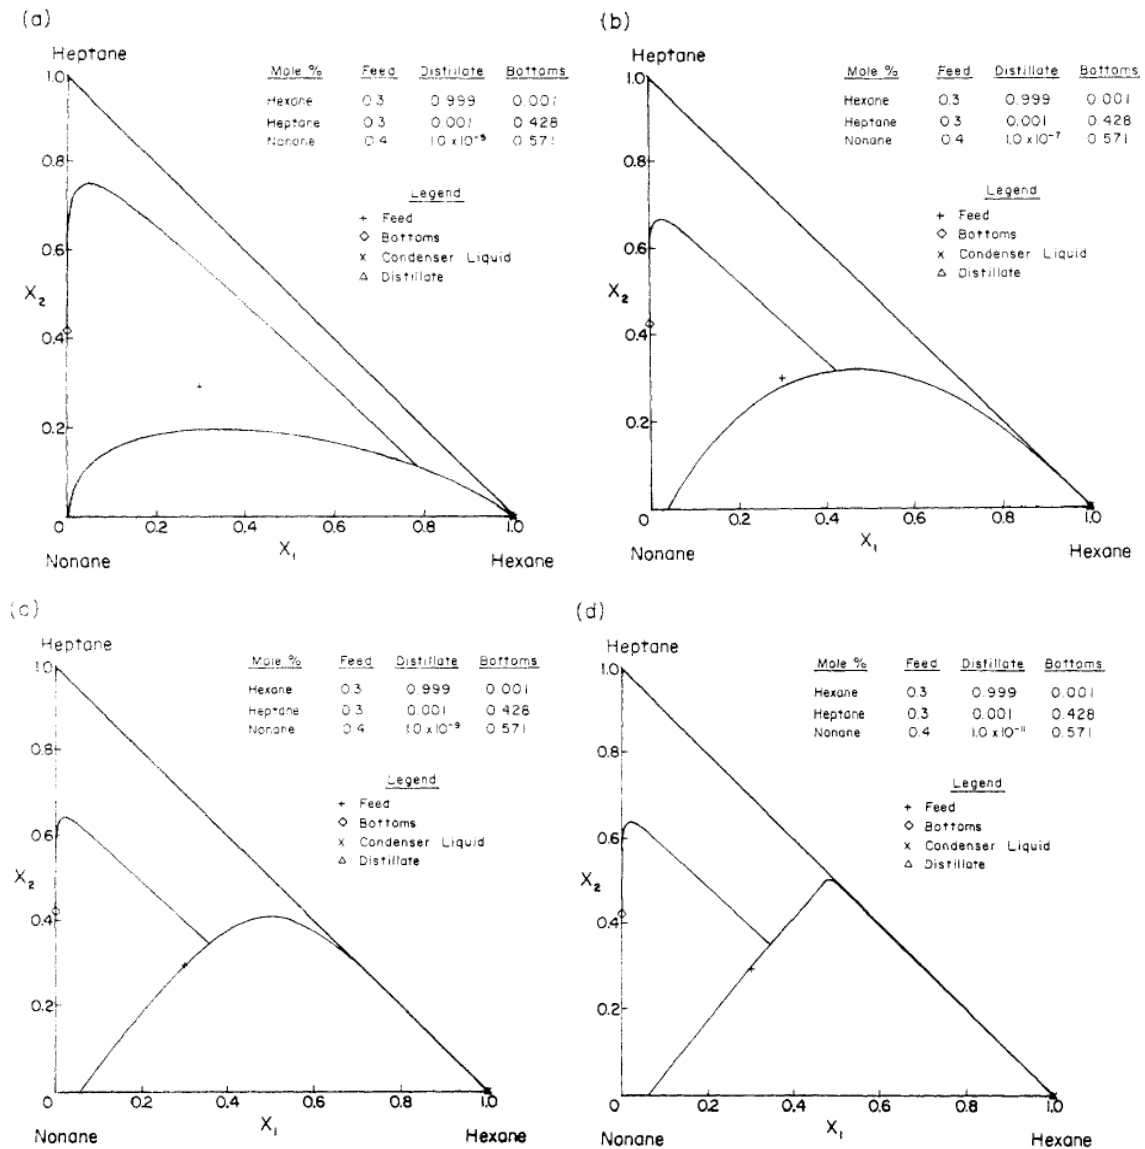 (a)
Heptane
Mole % Feed Distillate Bottoms
Hexane 0.3 0.999 0.001
Heptane 0.3 0.001 0.428
Nonane 0.4 1.0 x 10⁻⁵ 0.571
Legend
+ Feed
◇ Bottoms
x Condenser Liquid
△ Distillate
1.0
0.8
0.6
X₂
0.4
0.2
0 0.2 0.4 0.6 0.8 1.0
X₁
Nonane Hexane
(b)
Heptane
Mole % Feed Distillate Bottoms
Hexane 0.3 0.999 0.001
Heptane 0.3 0.001 0.428
Nonane 0.4 1.0 x 10⁻⁷ 0.571
Legend
+ Feed
◇ Bottoms
x Condenser Liquid
△ Distillate
1.0
0.8
0.6
X₂
0.4
0.2
0 0.2 0.4 0.6 0.8 1.0
X₁
Nonane Hexane
(c)
Heptane
Mole % Feed Distillate Bottoms
Hexane 0.3 0.999 0.001
Heptane 0.3 0.001 0.428
Nonane 0.4 1.0 x 10⁻⁹ 0.571
Legend
+ Feed
◇ Bottoms
x Condenser Liquid
△ Distillate
1.0
0.8
0.6
X₂
0.4
0.2
0 0.2 0.4 0.6 0.8 1.0
X₁
Nonane Hexane
(d)
Heptane
Mole % Feed Distillate Bottoms
Hexane 0.3 0.999 0.001
Heptane 0.3 0.001 0.428
Nonane 0.4 1.0 x 10⁻¹¹ 0.571
Legend
+ Feed
◇ Bottoms
x Condenser Liquid
△ Distillate
1.0
0.8
0.6
X₂
0.4
0.2
0 0.2 0.4 0.6 0.8 1.0
X₁
Nonane Hexane